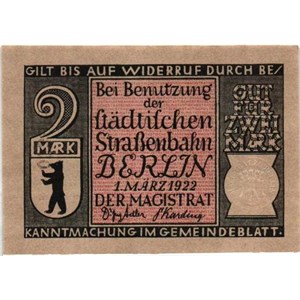 GILT BIS AUF WIDERRUF DURCH BE/
2
MARK
Bei Benutzung
der
Städtischen
Straßenbahn
BERLIN
1. MÄRZ 1922
DER MAGISTRAT
GUT
FÜR
ZWEI
MARK
KANNTMACHUNG IM GEMEINDEBLATT.